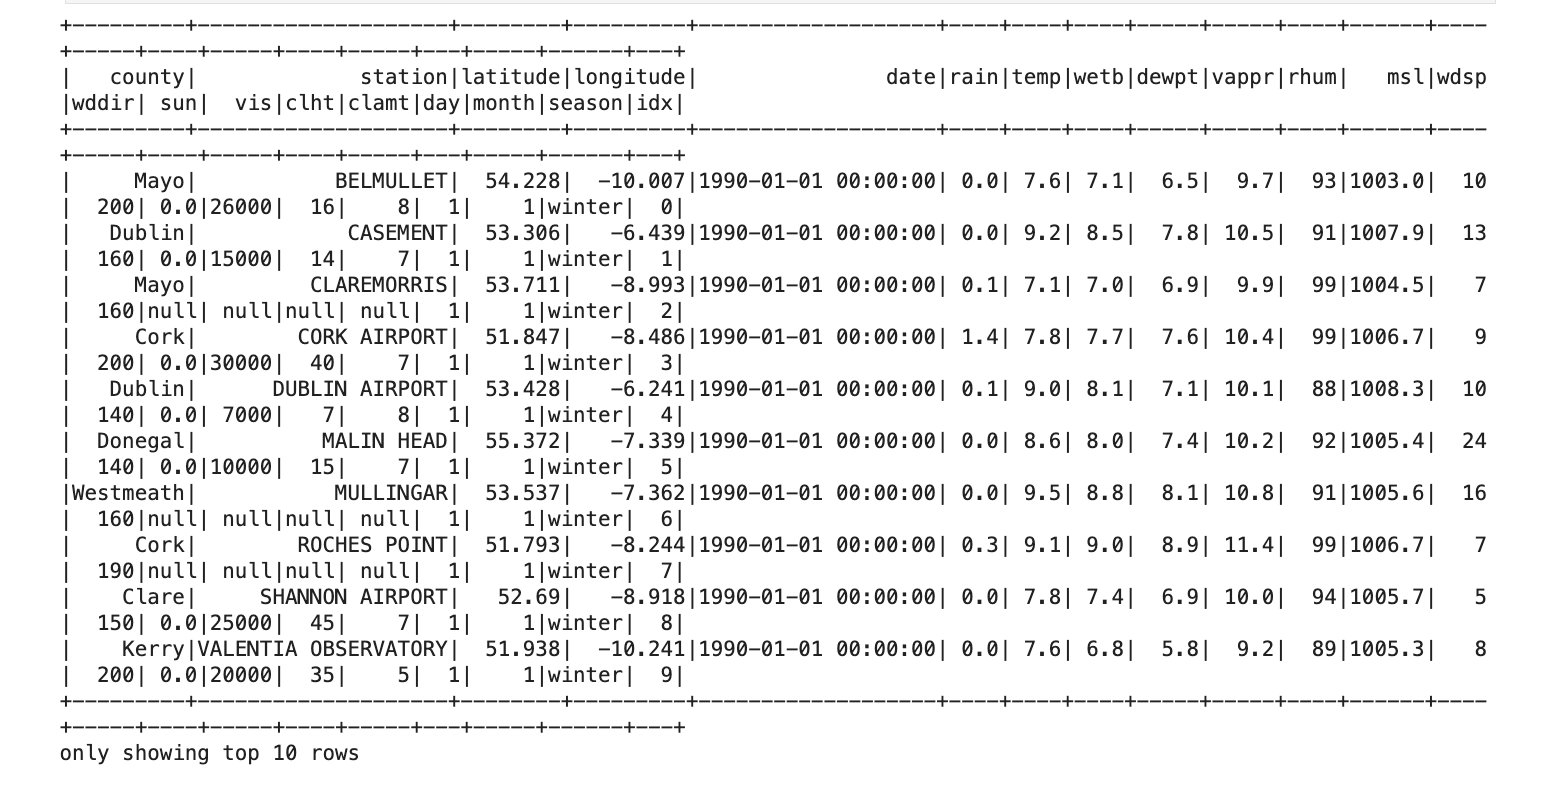 +---------+--------------------+--------+---------+-------------------+----+----+----+-----+-----+----+------+----
+-----+----+-----+----+-----+---+-----+------+---+
|   county|             station|latitude|longitude|               date|rain|temp|wetb|dewpt|vappr|rhum|   msl|wdsp
|wddir| sun|  vis|clht|clamt|day|month|season|idx|
+---------+--------------------+--------+---------+-------------------+----+----+----+-----+-----+----+------+----
+-----+----+-----+----+-----+---+-----+------+---+
|     Mayo|           BELMULLET|  54.228|  -10.007|1990-01-01 00:00:00| 0.0| 7.6| 7.1|  6.5|  9.7|  93|1003.0|  10
|  200| 0.0|26000|  16|    8|  1|    1|winter|  0|
|   Dublin|            CASEMENT|  53.306|   -6.439|1990-01-01 00:00:00| 0.0| 9.2| 8.5|  7.8| 10.5|  91|1007.9|  13
|  160| 0.0|15000|  14|    7|  1|    1|winter|  1|
|     Mayo|         CLAREMORRIS|  53.711|   -8.993|1990-01-01 00:00:00| 0.1| 7.1| 7.0|  6.9|  9.9|  99|1004.5|   7
|  160|null| null|null| null|  1|    1|winter|  2|
|     Cork|        CORK AIRPORT|  51.847|   -8.486|1990-01-01 00:00:00| 1.4| 7.8| 7.7|  7.6| 10.4|  99|1006.7|   9
|  200| 0.0|30000|  40|    7|  1|    1|winter|  3|
|   Dublin|      DUBLIN AIRPORT|  53.428|   -6.241|1990-01-01 00:00:00| 0.1| 9.0| 8.1|  7.1| 10.1|  88|1008.3|  10
|  140| 0.0| 7000|   7|    8|  1|    1|winter|  4|
|  Donegal|          MALIN HEAD|  55.372|   -7.339|1990-01-01 00:00:00| 0.0| 8.6| 8.0|  7.4| 10.2|  92|1005.4|  24
|  140| 0.0|10000|  15|    7|  1|    1|winter|  5|
|Westmeath|           MULLINGAR|  53.537|   -7.362|1990-01-01 00:00:00| 0.0| 9.5| 8.8|  8.1| 10.8|  91|1005.6|  16
|  160|null| null|null| null|  1|    1|winter|  6|
|     Cork|        ROCHES POINT|  51.793|   -8.244|1990-01-01 00:00:00| 0.3| 9.1| 9.0|  8.9| 11.4|  99|1006.7|   7
|  190|null| null|null| null|  1|    1|winter|  7|
|    Clare|     SHANNON AIRPORT|   52.69|   -8.918|1990-01-01 00:00:00| 0.0| 7.8| 7.4|  6.9| 10.0|  94|1005.7|   5
|  150| 0.0|25000|  45|    7|  1|    1|winter|  8|
|    Kerry|VALENTIA OBSERVATORY|  51.938|  -10.241|1990-01-01 00:00:00| 0.0| 7.6| 6.8|  5.8|  9.2|  89|1005.3|   8
|  200| 0.0|20000|  35|    5|  1|    1|winter|  9|
+---------+--------------------+--------+---------+-------------------+----+----+----+-----+-----+----+------+----
+-----+----+-----+----+-----+---+-----+------+---+
only showing top 10 rows